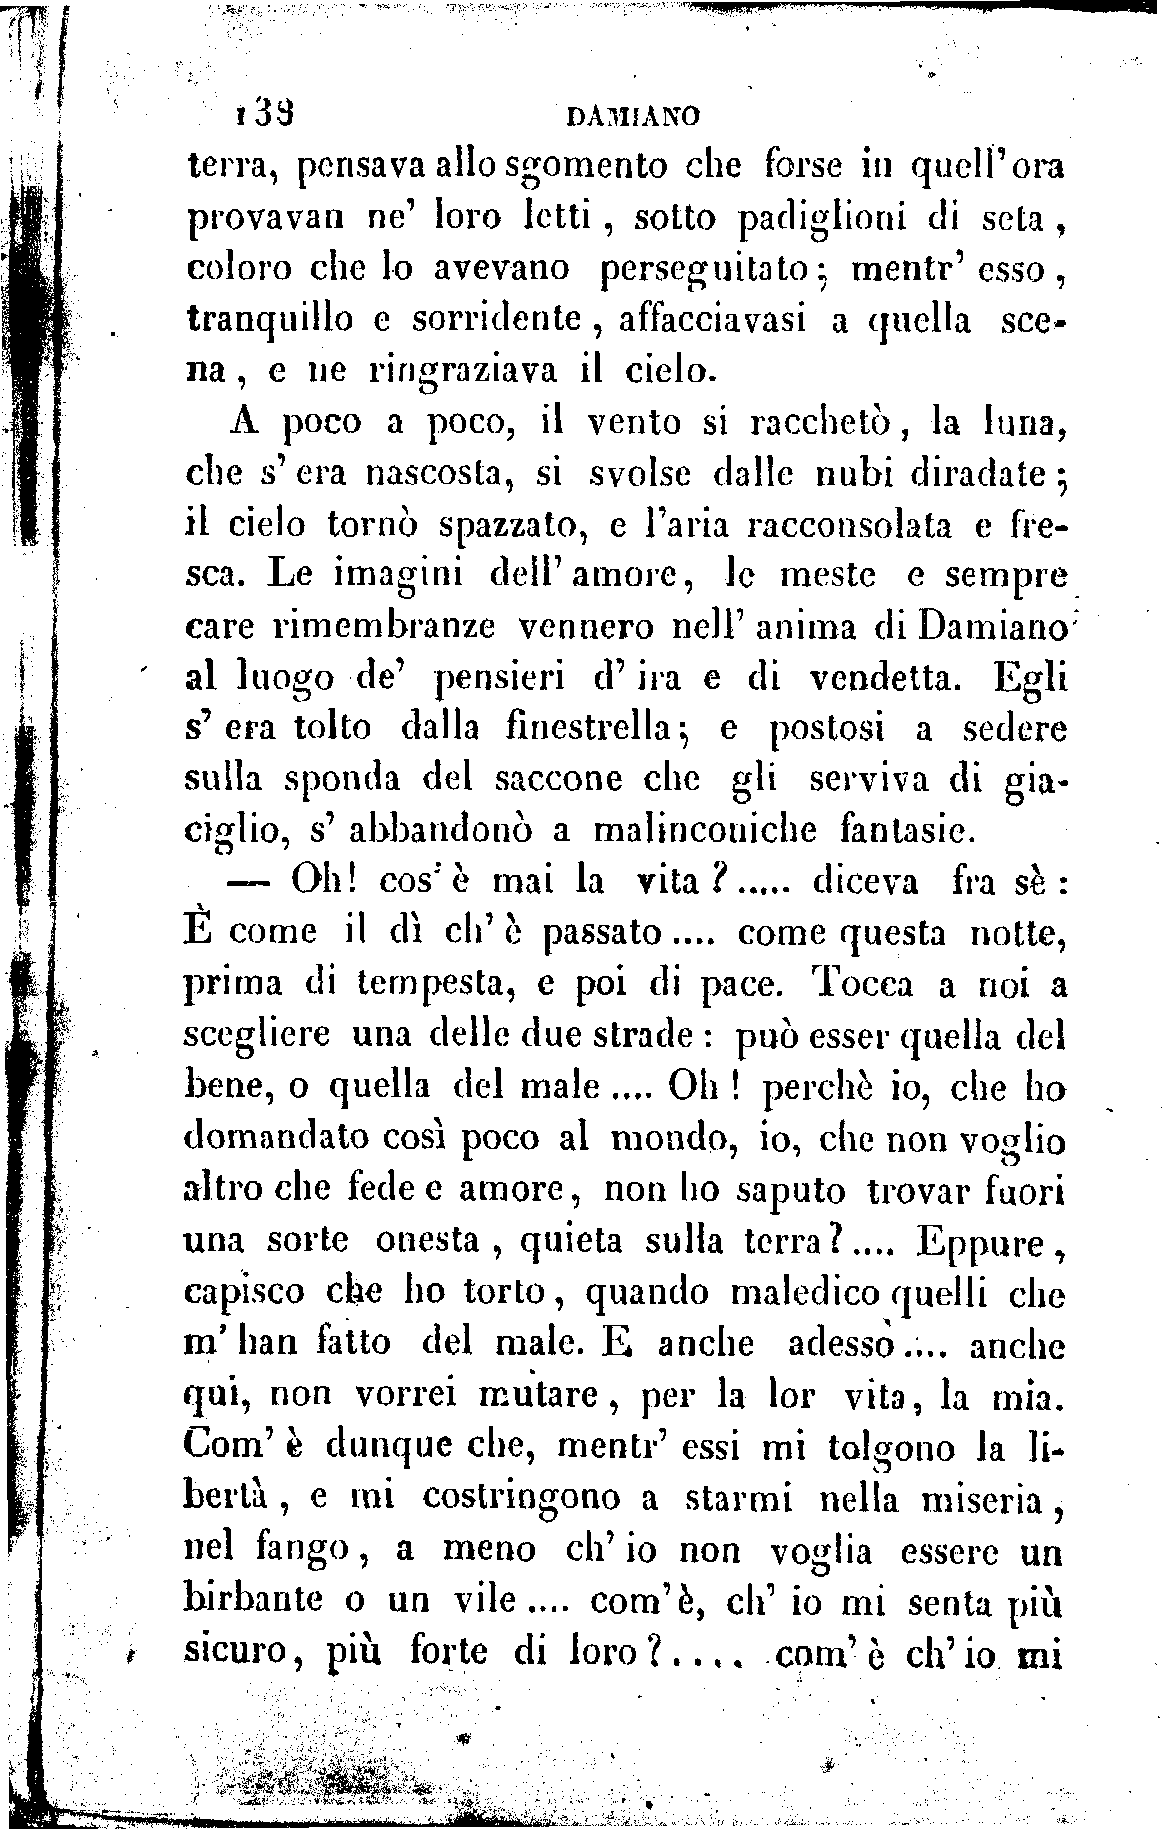 138 DAMIANO
terra, pensava allo sgomento che forse in quell'ora
provavan ne' loro letti, sotto padiglioni di seta,
coloro che lo avevano perseguitato; mentr' esso,
tranquillo e sorridente, affacciavasi a quella sce-
na, e ne ringraziava il cielo.
A poco a poco, il vento si racchetò, la luna,
che s' era nascosta, si svolse dalle nubi diradate;
il cielo tornò spazzato, e l'aria racconsolata e fre-
sca. Le imagini dell' amore, le meste e sempre
care rimembranze vennero nell' anima di Damiano
al luogo de' pensieri d' ira e di vendetta. Egli
s' era tolto dalla finestrella; e postosi a sedere
sulla sponda del saccone che gli serviva di gia-
ciglio, s' abbandonò a malinconiche fantasie.
— Oh! cos' è mai la vita?..... diceva fra sè:
È come il dì ch' è passato.... come questa notte,
prima di tempesta, e poi di pace. Tocca a noi a
scegliere una delle due strade: può esser quella del
bene, o quella del male.... Oh! perchè io, che ho
domandato così poco al mondo, io, che non voglio
altro che fede e amore, non ho saputo trovar fuori
una sorte onesta, quieta sulla terra?.... Eppure,
capisco che ho torto, quando maledico quelli che
m' han fatto del male. E anche adesso.... anche
qui, non vorrei mutare, per la lor vita, la mia.
Com' è dunque che, mentr' essi mi tolgono la li-
bertà, e mi costringono a starmi nella miseria,
nel fango, a meno ch' io non voglia essere un
birbante o un vile.... com'è, ch' io mi senta più
sicuro, più forte di loro?.... com' è ch' io mi